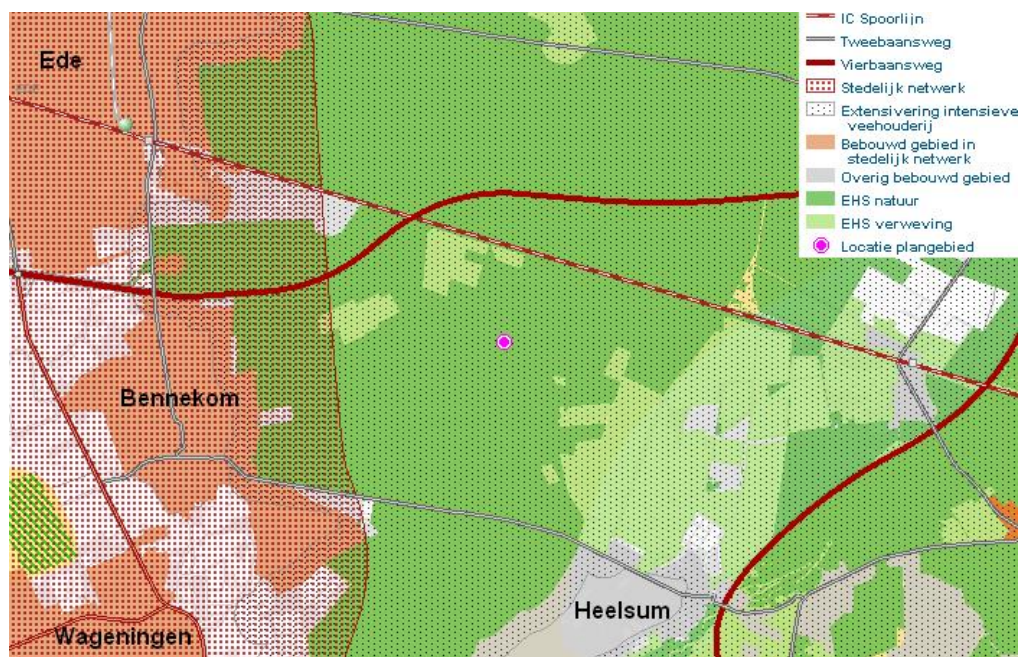 Ede
Bennekom
Wageningen
Heelsum
IC Spoorlijn
Tweebaansweg
Vierbaansweg
Stedelijk netwerk
Extensivering intensieve
veehouderij
Bebouwd gebied in
stedelijk netwerk
Overig bebouwd gebied
EHS natuur
EHS verweving
Locatie plangebied